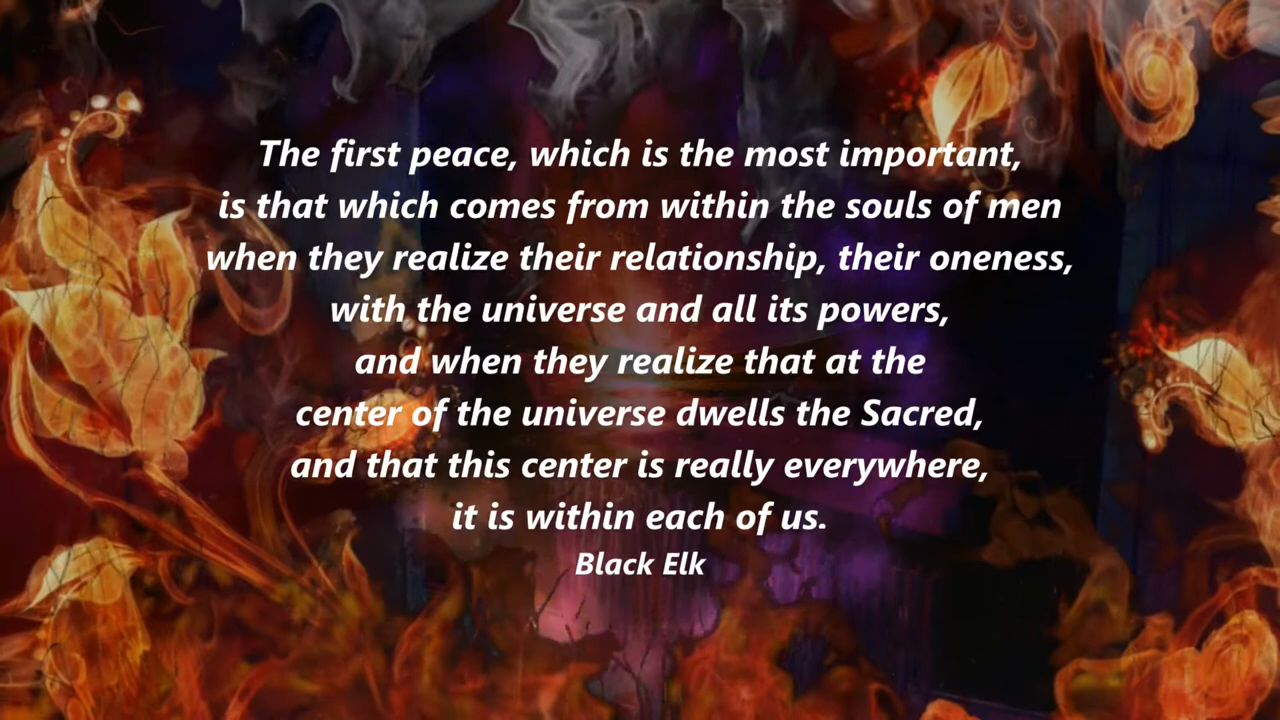 The first peace, which is the most important,
is that which comes from within the souls of men
when they realize their relationship, their oneness,
with the universe and all its powers,
and when they realize that at the
center of the universe dwells the Sacred,
and that this center is really everywhere,
it is within each of us.
Black Elk